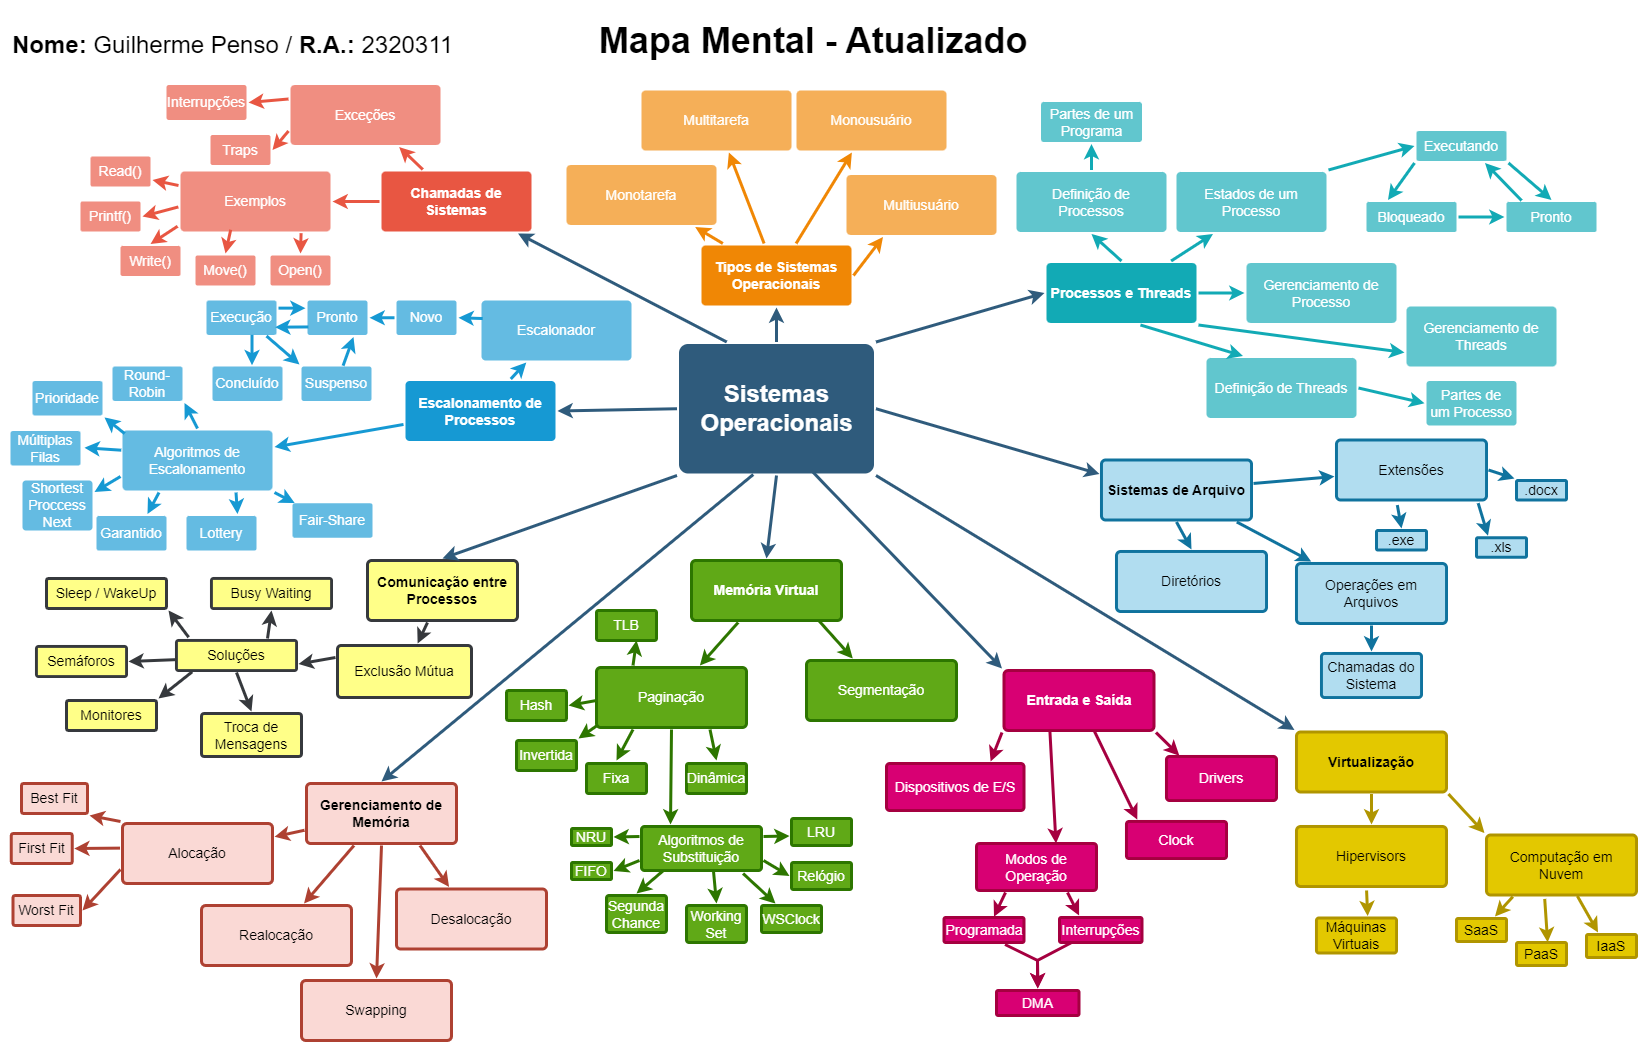 Mapa Mental - Atualizado
Nome: Guilherme Penso / R.A.: 2320311
Interrupções
Exceções
Traps
Read()
Exemplos
Printf()
Write()
Move()
Open()
Chamadas de
Sistemas
Multitarefa
Monousuário
Monotarefa
Multiusuário
Tipos de Sistemas
Operacionais
Partes de um
Programa
Definição de
Processos
Estados de um
Processo
Executando
Bloqueado
Pronto
Processos e Threads
Gerenciamento de
Processo
Gerenciamento de
Threads
Definição de Threads
Partes de
um Processo
Execução
Pronto
Novo
Escalonador
Concluído
Suspenso
Escalonamento de
Processos
Round-
Robin
Prioridade
Múltiplas
Filas
Algoritmos de
Escalonamento
Shortest
Proccess
Next
Garantido
Lottery
Fair-Share
Sistemas
Operacionais
Sistemas de Arquivo
Extensões
.docx
.exe
.xls
Diretórios
Operações em
Arquivos
Chamadas do
Sistema
Comunicação entre
Processos
Sleep / WakeUp
Busy Waiting
Soluções
Exclusão Mútua
Semáforos
Monitores
Troca de
Mensagens
Memória Virtual
TLB
Paginação
Segmentação
Hash
Invertida
Fixa
Dinâmica
Algoritmos de
Substituição
NRU
LRU
FIFO
Relógio
Segunda
Chance
Working
Set
WSClock
Entrada e Saída
Dispositivos de E/S
Drivers
Clock
Modos de
Operação
Programada
Interrupções
DMA
Virtualização
Hipervisors
Computação em
Nuvem
Máquinas
Virtuais
SaaS
PaaS
IaaS
Gerenciamento de
Memória
Best Fit
First Fit
Worst Fit
Alocação
Realocação
Desalocação
Swapping